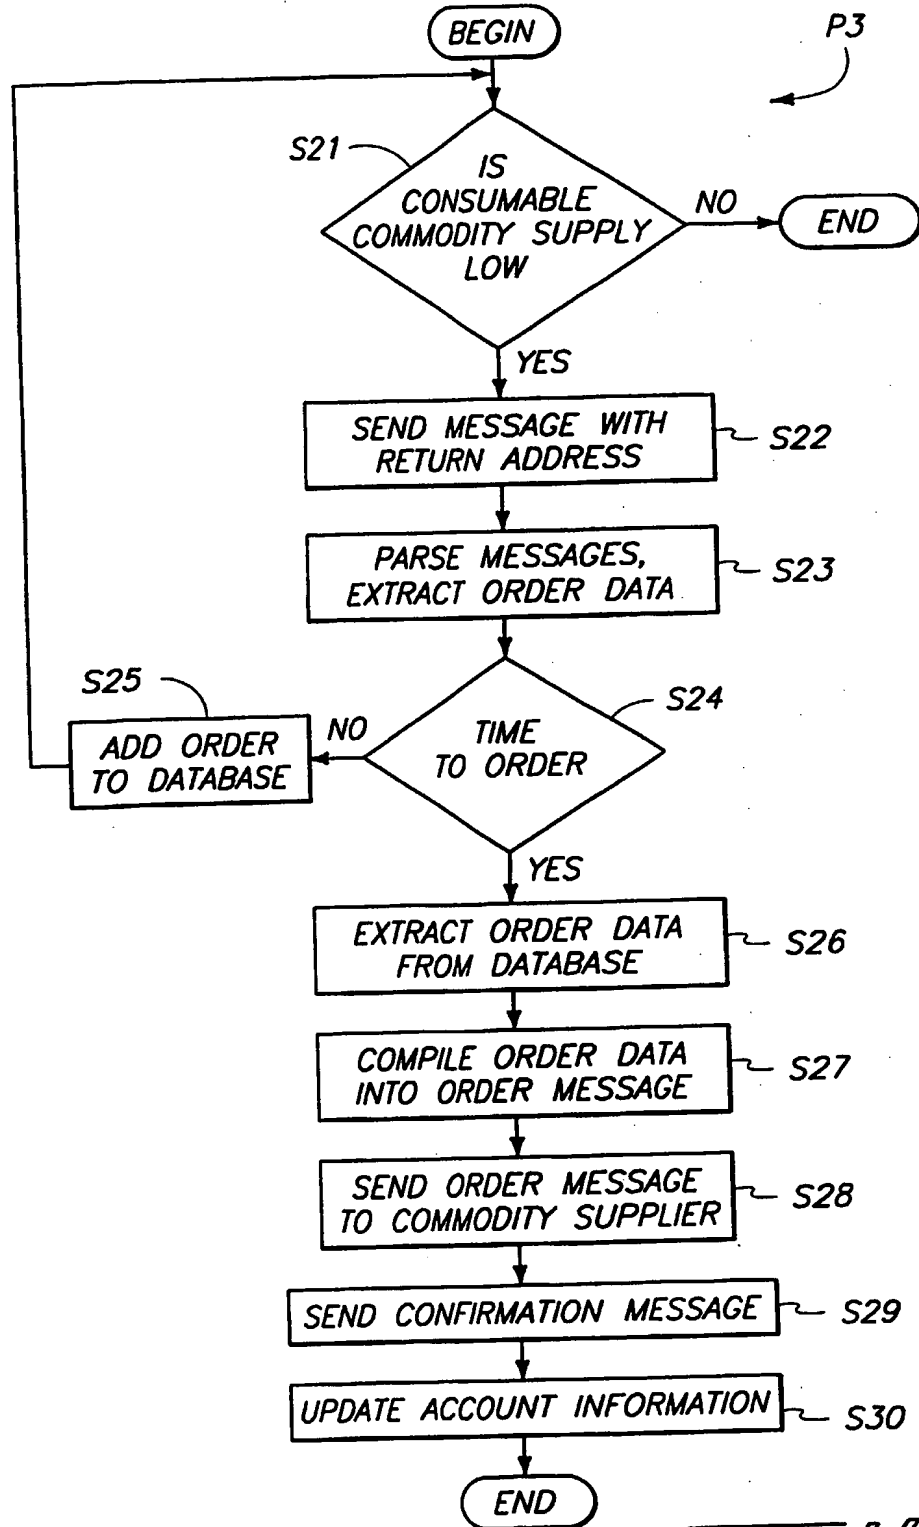 BEGIN
P3
S21
IS
CONSUMABLE
COMMODITY SUPPLY
LOW
NO
END
YES
SEND MESSAGE WITH
RETURN ADDRESS
S22
PARSE MESSAGES,
EXTRACT ORDER DATA
S23
S25
S24
ADD ORDER
TO DATABASE
NO
TIME
TO ORDER
YES
EXTRACT ORDER DATA
FROM DATABASE
S26
COMPILE ORDER DATA
INTO ORDER MESSAGE
S27
SEND ORDER MESSAGE
TO COMMODITY SUPPLIER
S28
SEND CONFIRMATION MESSAGE
S29
UPDATE ACCOUNT INFORMATION
S30
END